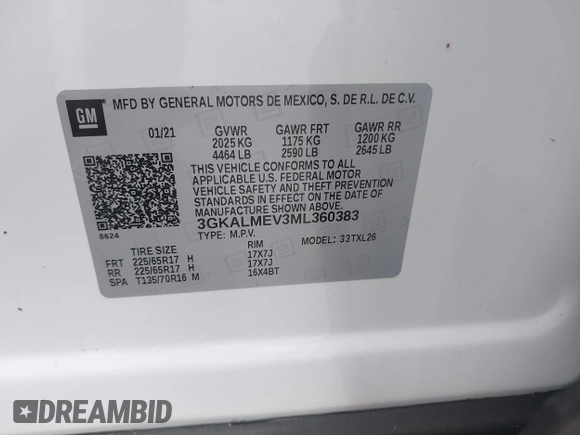 GM
MFD BY GENERAL MOTORS DE MEXICO, S. DE R.L. DE C.V.
01/21 GVWR GAWR FRT GAWR RR
2025 KG 1175 KG 1200 KG
4464 LB 2590 LB 2645 LB
THIS VEHICLE CONFORMS TO ALL
APPLICABLE U.S. FEDERAL MOTOR
VEHICLE SAFETY AND THEFT PREVENTION
STANDARDS IN EFFECT ON THE DATE OF
MANUFACTURE SHOWN ABOVE.
3GKALMEV3ML360383
8624 TYPE: M.P.V. MODEL: 33TXL26
TIRE SIZE RIM
FRT 225/65R17 H 17X7J
RR 225/65R17 H 17X7J
SPA T135/70R16 M 16X4BT
DREAMBID